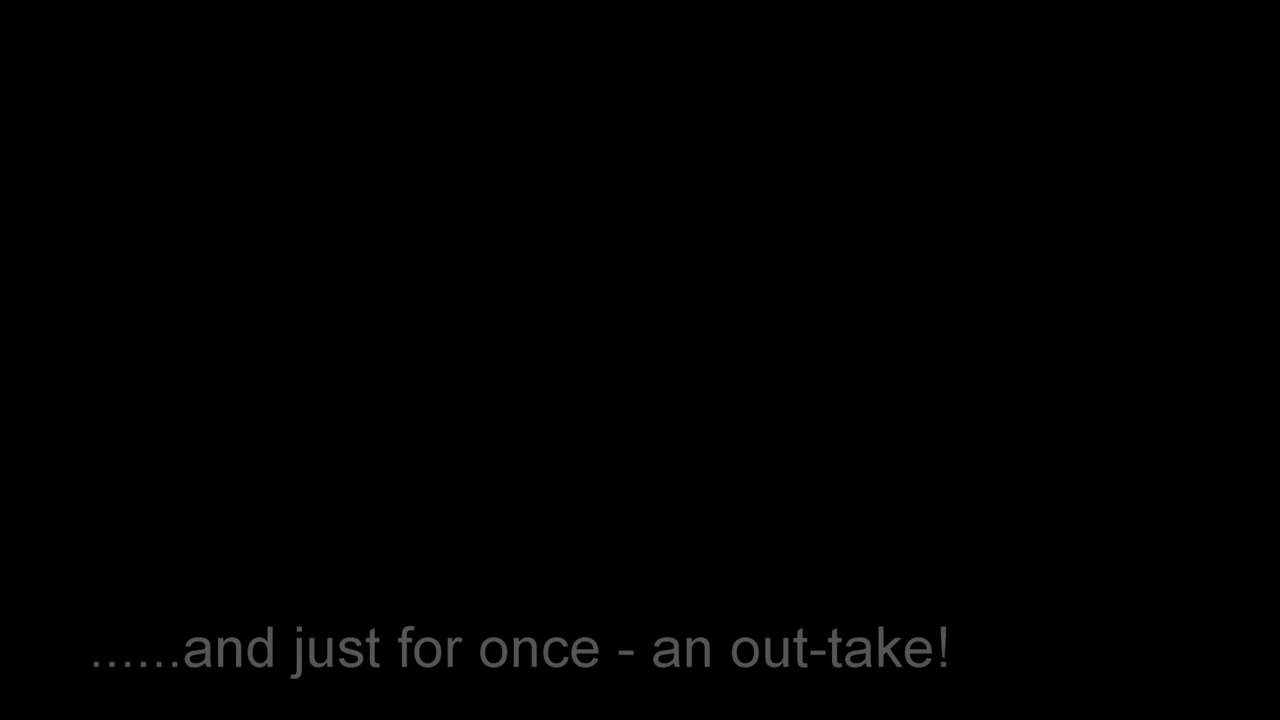 ......and just for once - an out-take!